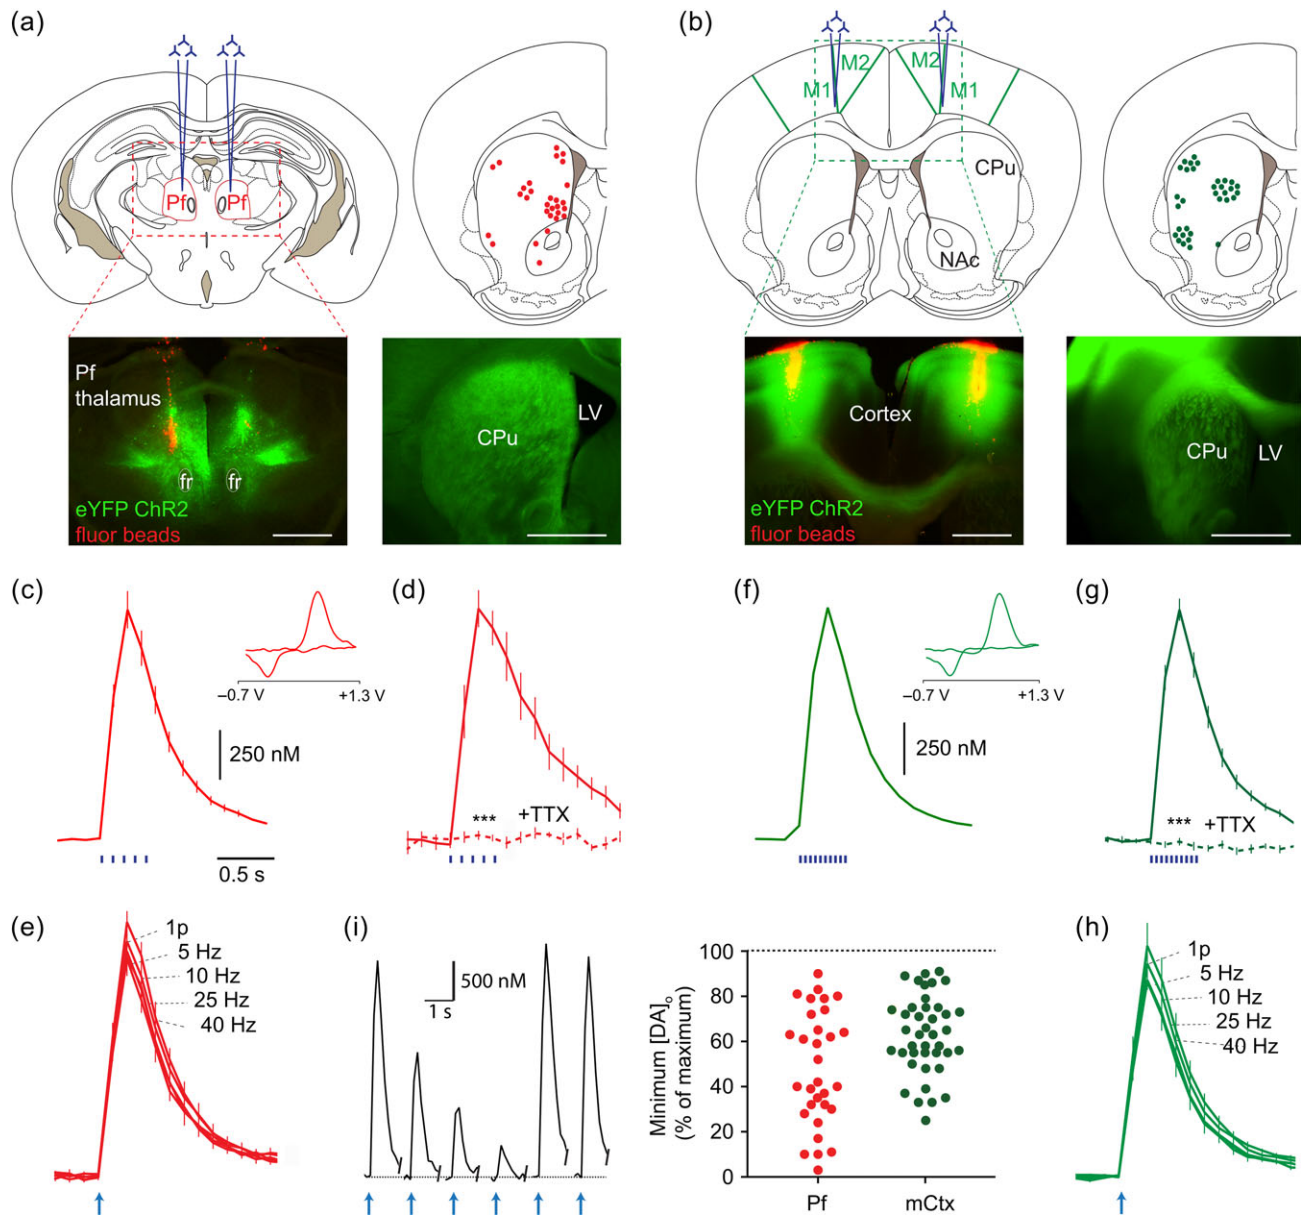 (a)
Pf
Pf
Pf
thalamus
fr
fr
eYFP ChR2
fluor beads
CPu
LV
(b)
M2
M2
M1
M1
CPu
NAc
Cortex
eYFP ChR2
fluor beads
CPu
LV
(c)
–0.7 V
+1.3 V
250 nM
0.5 s
(d)
***
+TTX
(f)
–0.7 V
+1.3 V
250 nM
(g)
***
+TTX
(e)
1p
5 Hz
10 Hz
25 Hz
40 Hz
(i)
500 nM
1 s
Minimum [DA]o
(% of maximum)
100
80
60
40
20
0
Pf
mCtx
(h)
1p
5 Hz
10 Hz
25 Hz
40 Hz